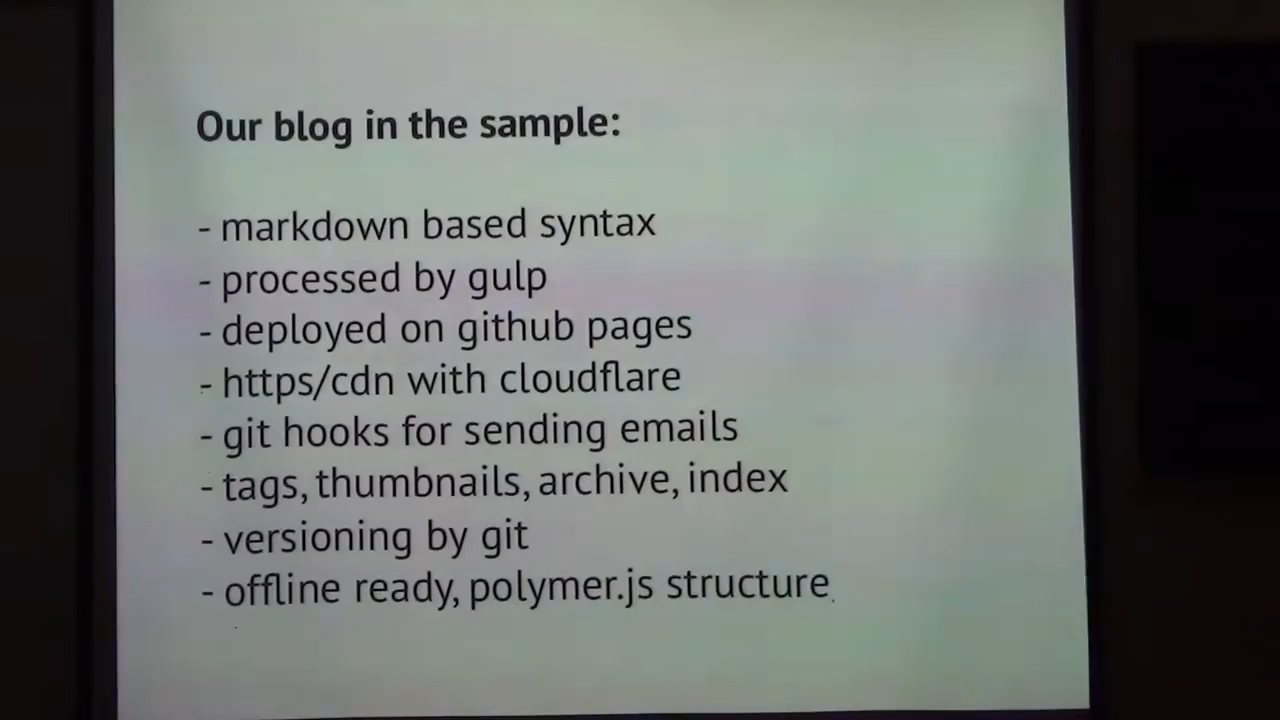 Our blog in the sample:
- markdown based syntax
- processed by gulp
- deployed on github pages
- https/cdn with cloudflare
- git hooks for sending emails
- tags, thumbnails, archive, index
- versioning by git
- offline ready, polymer.js structure